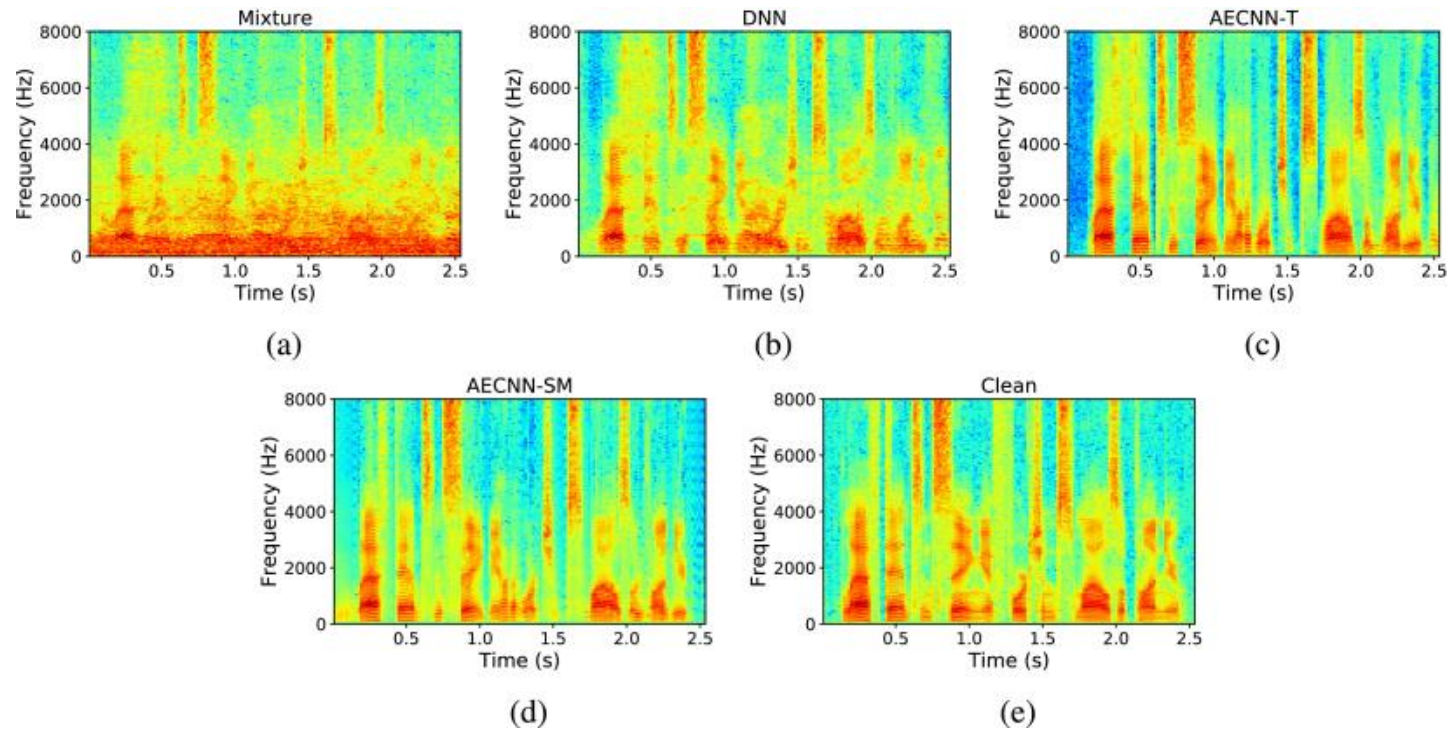 Mixture
8000
6000
4000
2000
0
Frequency (Hz)
0.5 1.0 1.5 2.0 2.5
Time (s)
(a)
DNN
8000
6000
4000
2000
0
Frequency (Hz)
0.5 1.0 1.5 2.0 2.5
Time (s)
(b)
AECNN-T
8000
6000
4000
2000
0
Frequency (Hz)
0.5 1.0 1.5 2.0 2.5
Time (s)
(c)
AECNN-SM
8000
6000
4000
2000
0
Frequency (Hz)
0.5 1.0 1.5 2.0 2.5
Time (s)
(d)
Clean
8000
6000
4000
2000
0
Frequency (Hz)
0.5 1.0 1.5 2.0 2.5
Time (s)
(e)